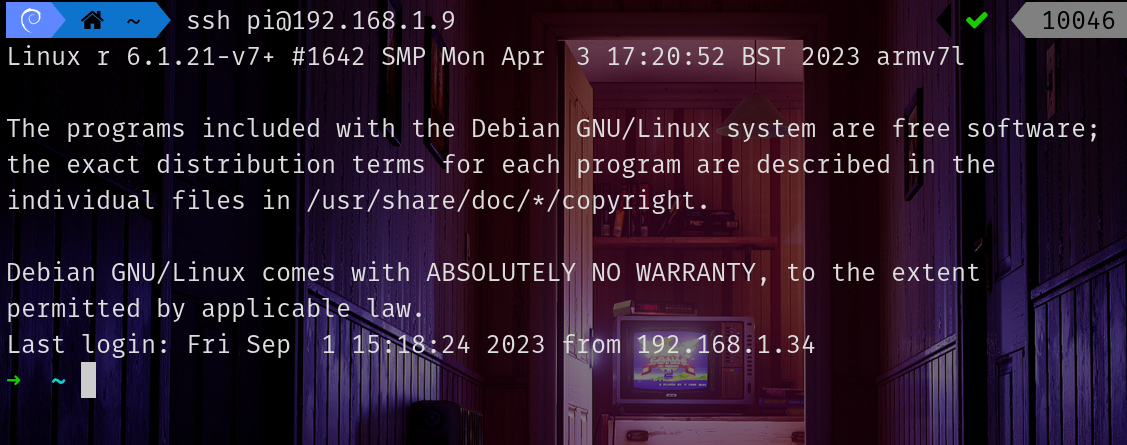 ~ ssh pi@192.168.1.9 10046
Linux r 6.1.21-v7+ #1642 SMP Mon Apr  3 17:20:52 BST 2023 armv7l
The programs included with the Debian GNU/Linux system are free software;
the exact distribution terms for each program are described in the
individual files in /usr/share/doc/*/copyright.
Debian GNU/Linux comes with ABSOLUTELY NO WARRANTY, to the extent
permitted by applicable law.
Last login: Fri Sep  1 15:18:24 2023 from 192.168.1.34
➜  ~